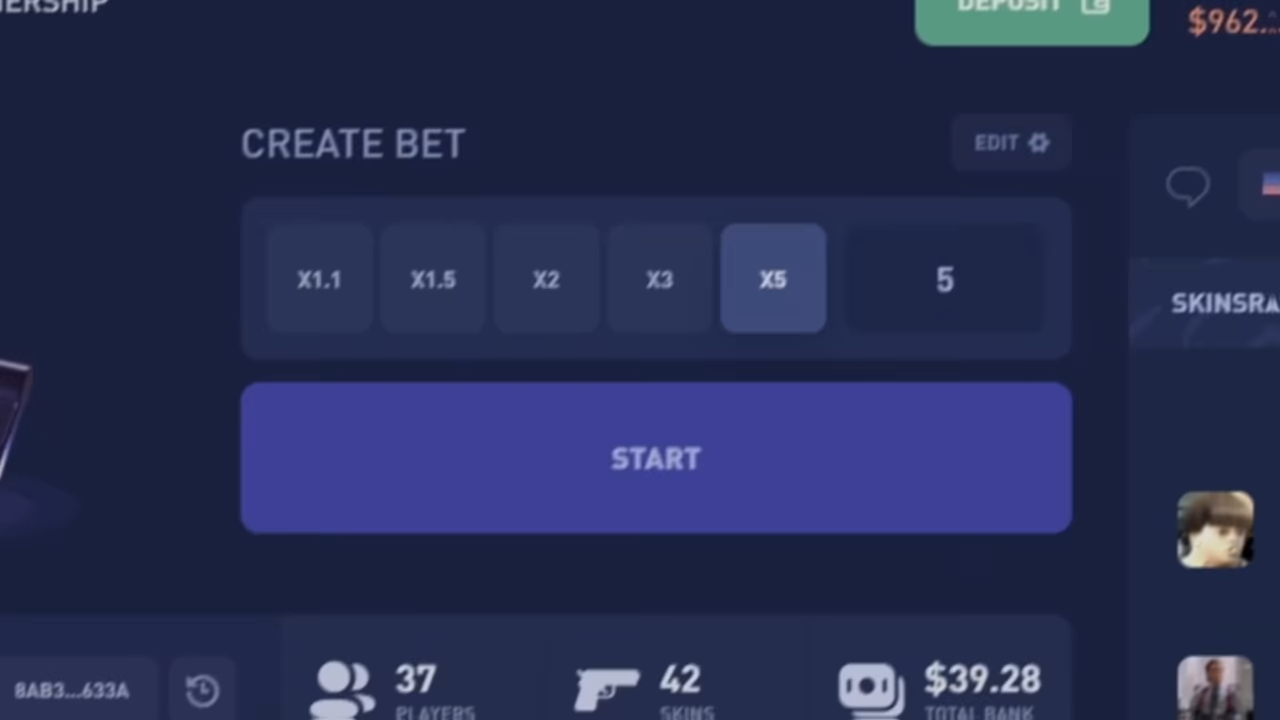 DEPOSIT
$962..
CREATE BET
EDIT
X1.1 X1.5 X2 X3 X5 5
SKINSRA
START
8AB3...633A
37 PLAYERS
42 SKINS
$39.28 TOTAL BANK